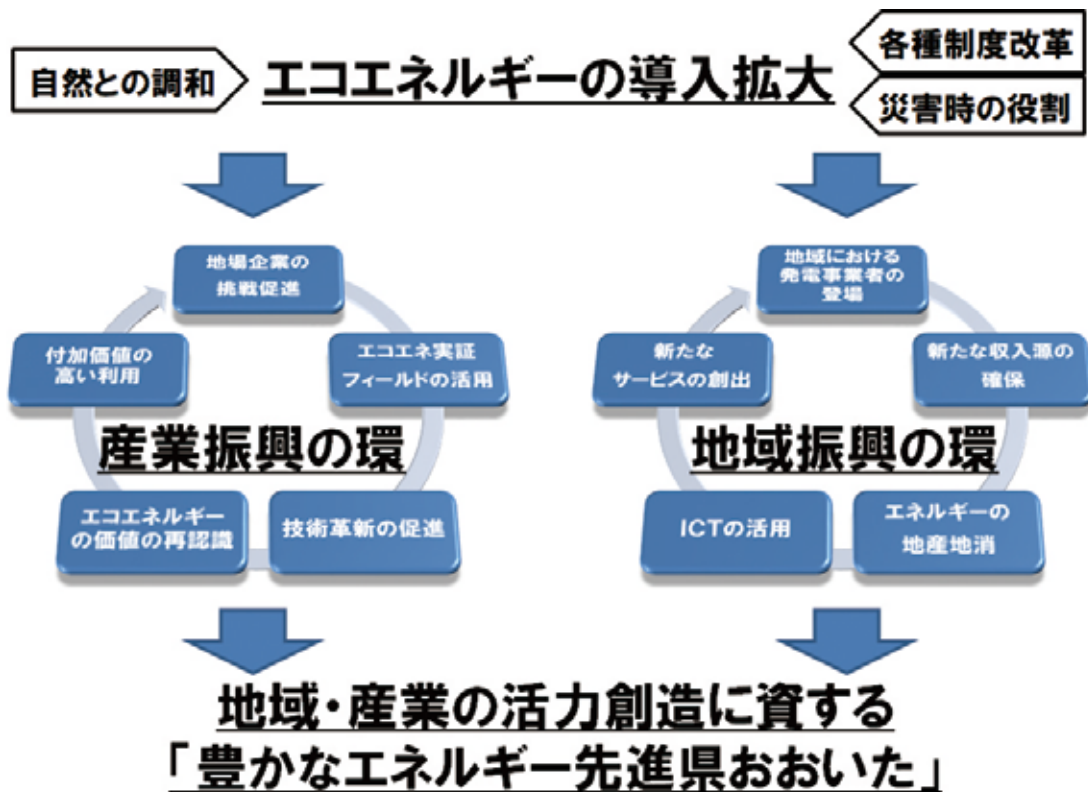 自然との調和
エコエネルギーの導入拡大
各種制度改革
災害時の役割
地場企業の
挑戦促進
エコエネ実証
フィールドの活用
技術革新の促進
エコエネルギー
の価値の再認識
付加価値の
高い利用
産業振興の環
地域における
発電事業者の
登場
新たな収入源の
確保
エネルギーの
地産地消
ICTの活用
新たな
サービスの創出
地域振興の環
地域・産業の活力創造に資する
「豊かなエネルギー先進県おおいた」